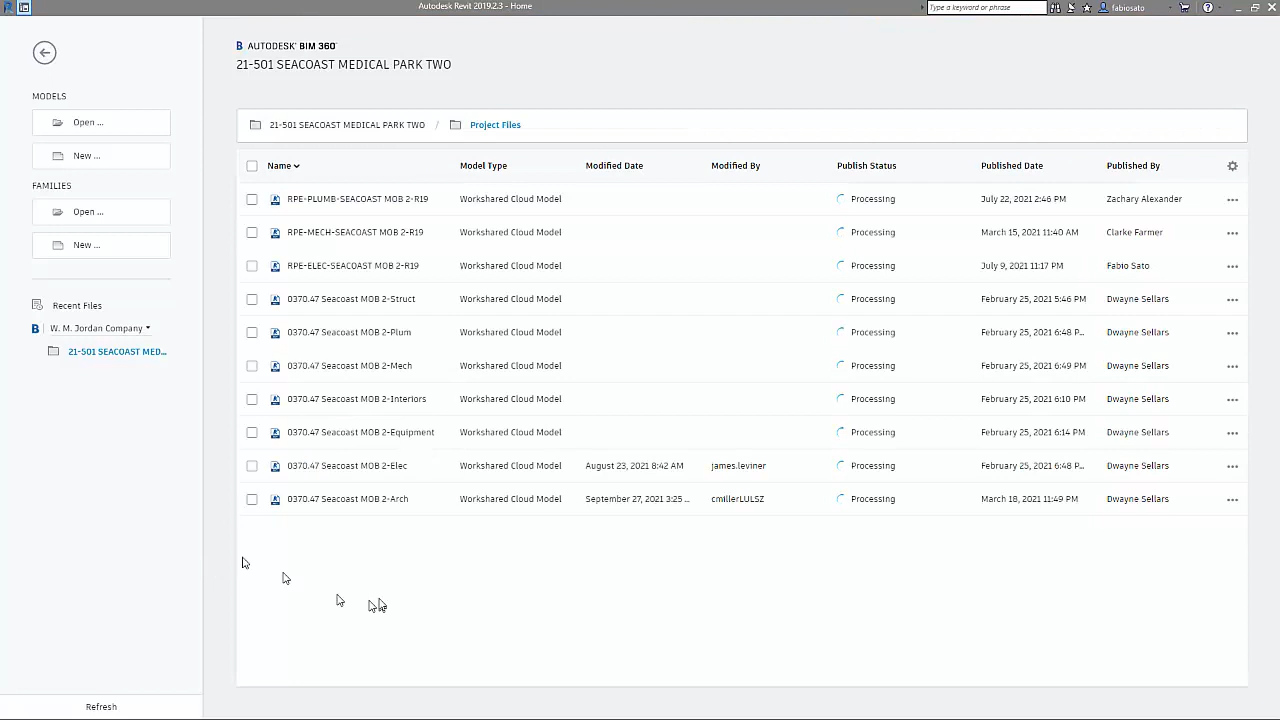 Autodesk Revit 2019.2.3 - Home
Type a keyword or phrase
fabiosato
AUTODESK® BIM 360™
21-501 SEACOAST MEDICAL PARK TWO
MODELS
Open ...
New ...
FAMILIES
Open ...
New ...
Recent Files
B W. M. Jordan Company
21-501 SEACOAST MED...
Refresh
21-501 SEACOAST MEDICAL PARK TWO / Project Files
Name Model Type Modified Date Modified By Publish Status Published Date Published By
RPE-PLUMB-SEACOAST MOB 2-R19 Workshared Cloud Model Processing July 22, 2021 2:46 PM Zachary Alexander
RPE-MECH-SEACOAST MOB 2-R19 Workshared Cloud Model Processing March 15, 2021 11:40 AM Clarke Farmer
RPE-ELEC-SEACOAST MOB 2-R19 Workshared Cloud Model Processing July 9, 2021 11:17 PM Fabio Sato
0370.47 Seacoast MOB 2-Struct Workshared Cloud Model Processing February 25, 2021 5:46 PM Dwayne Sellars
0370.47 Seacoast MOB 2-Plum Workshared Cloud Model Processing February 25, 2021 6:48 P... Dwayne Sellars
0370.47 Seacoast MOB 2-Mech Workshared Cloud Model Processing February 25, 2021 6:49 PM Dwayne Sellars
0370.47 Seacoast MOB 2-Interiors Workshared Cloud Model Processing February 25, 2021 6:10 PM Dwayne Sellars
0370.47 Seacoast MOB 2-Equipment Workshared Cloud Model Processing February 25, 2021 6:14 PM Dwayne Sellars
0370.47 Seacoast MOB 2-Elec Workshared Cloud Model August 23, 2021 8:42 AM james.leviner Processing February 25, 2021 6:48 P... Dwayne Sellars
0370.47 Seacoast MOB 2-Arch Workshared Cloud Model September 27, 2021 3:25 ... cmillerLULSZ Processing March 18, 2021 11:49 PM Dwayne Sellars